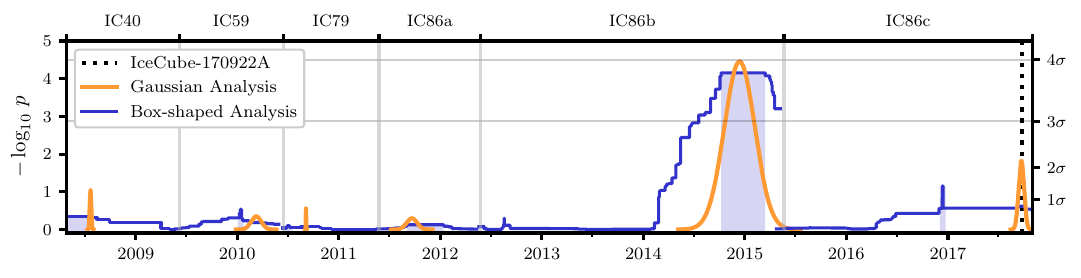 IC40 IC59 IC79 IC86a IC86b IC86c
5
4
3
2
1
0
− log₁₀ p
IceCube-170922A
Gaussian Analysis
Box-shaped Analysis
4σ
3σ
2σ
1σ
2009 2010 2011 2012 2013 2014 2015 2016 2017